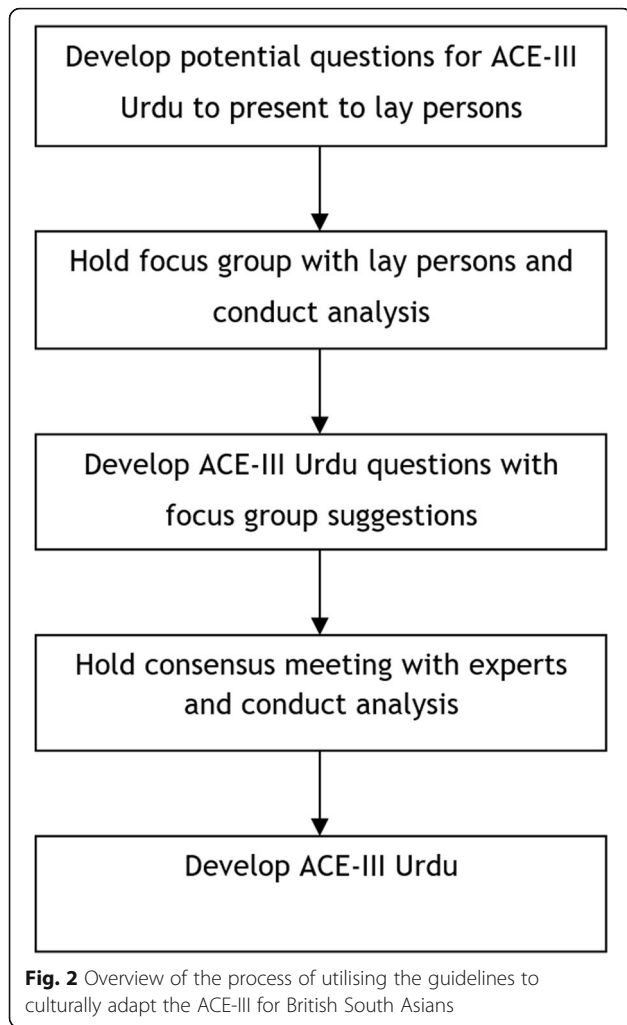 Develop potential questions for ACE-III
Urdu to present to lay persons
Hold focus group with lay persons and
conduct analysis
Develop ACE-III Urdu questions with
focus group suggestions
Hold consensus meeting with experts
and conduct analysis
Develop ACE-III Urdu
Fig. 2 Overview of the process of utilising the guidelines to
culturally adapt the ACE-III for British South Asians